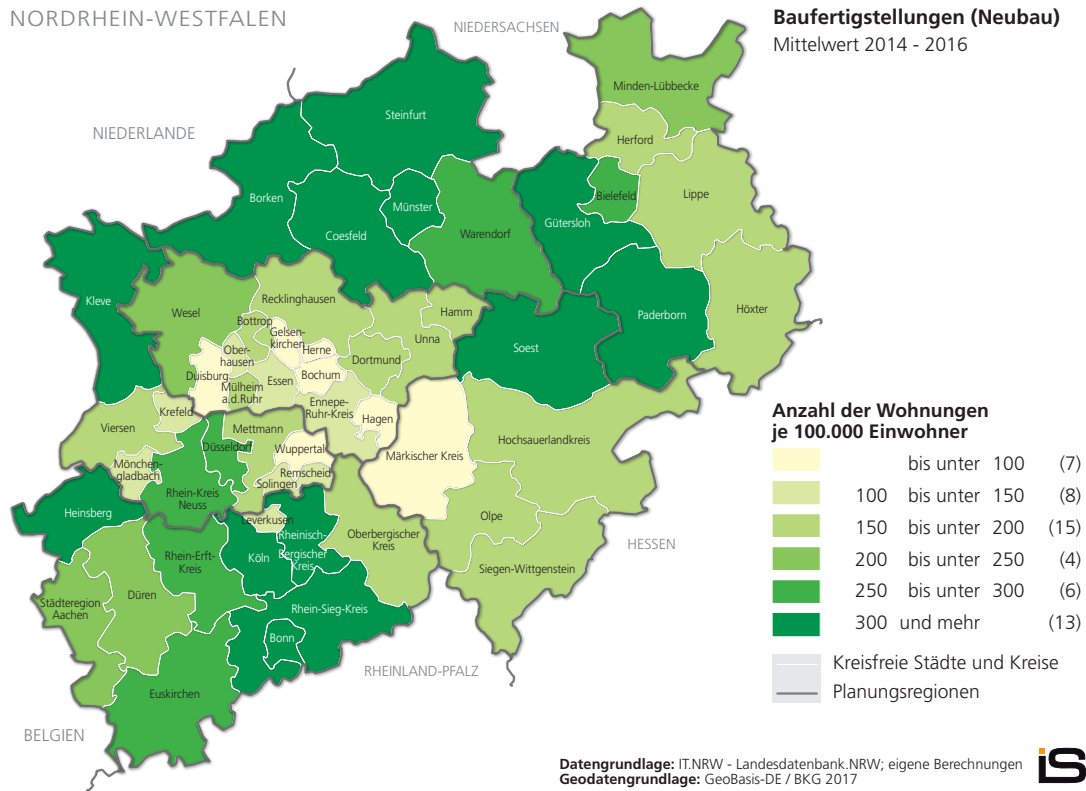 NORDRHEIN-WESTFALEN
NIEDERSACHSEN
Baufertigstellungen (Neubau)
Mittelwert 2014 - 2016
NIEDERLANDE
Minden-Lübbecke
Steinfurt
Herford
Lippe
Bielefeld
Borken
Münster
Gütersloh
Coesfeld
Warendorf
Kleve
Wesel
Recklinghausen
Hamm
Paderborn
Höxter
Bottrop
Gelsen-
kirchen
Herne
Unna
Soest
Ober-
hausen
Dortmund
Duisburg
Essen
Bochum
Mülheim
a.d.Ruhr
Ennepe-
Ruhr-Kreis
Krefeld
Hagen
Viersen
Mettmann
Düsseldorf
Wuppertal
Märkischer Kreis
Hochsauerlandkreis
Mönchen-
gladbach
Remscheid
Solingen
Rhein-Kreis
Neuss
Heinsberg
Leverkusen
Rheinisch-
Bergischer
Kreis
Oberbergischer
Kreis
Olpe
Köln
Rhein-Erft-
Kreis
Siegen-Wittgenstein
HESSEN
Düren
Städteregion
Aachen
Rhein-Sieg-Kreis
Bonn
RHEINLAND-PFALZ
Euskirchen
BELGIEN
Anzahl der Wohnungen
je 100.000 Einwohner
bis unter 100 (7)
100 bis unter 150 (8)
150 bis unter 200 (15)
200 bis unter 250 (4)
250 bis unter 300 (6)
300 und mehr (13)
Kreisfreie Städte und Kreise
Planungsregionen
Datengrundlage: IT.NRW - Landesdatenbank.NRW; eigene Berechnungen
Geodatengrundlage: GeoBasis-DE / BKG 2017
is